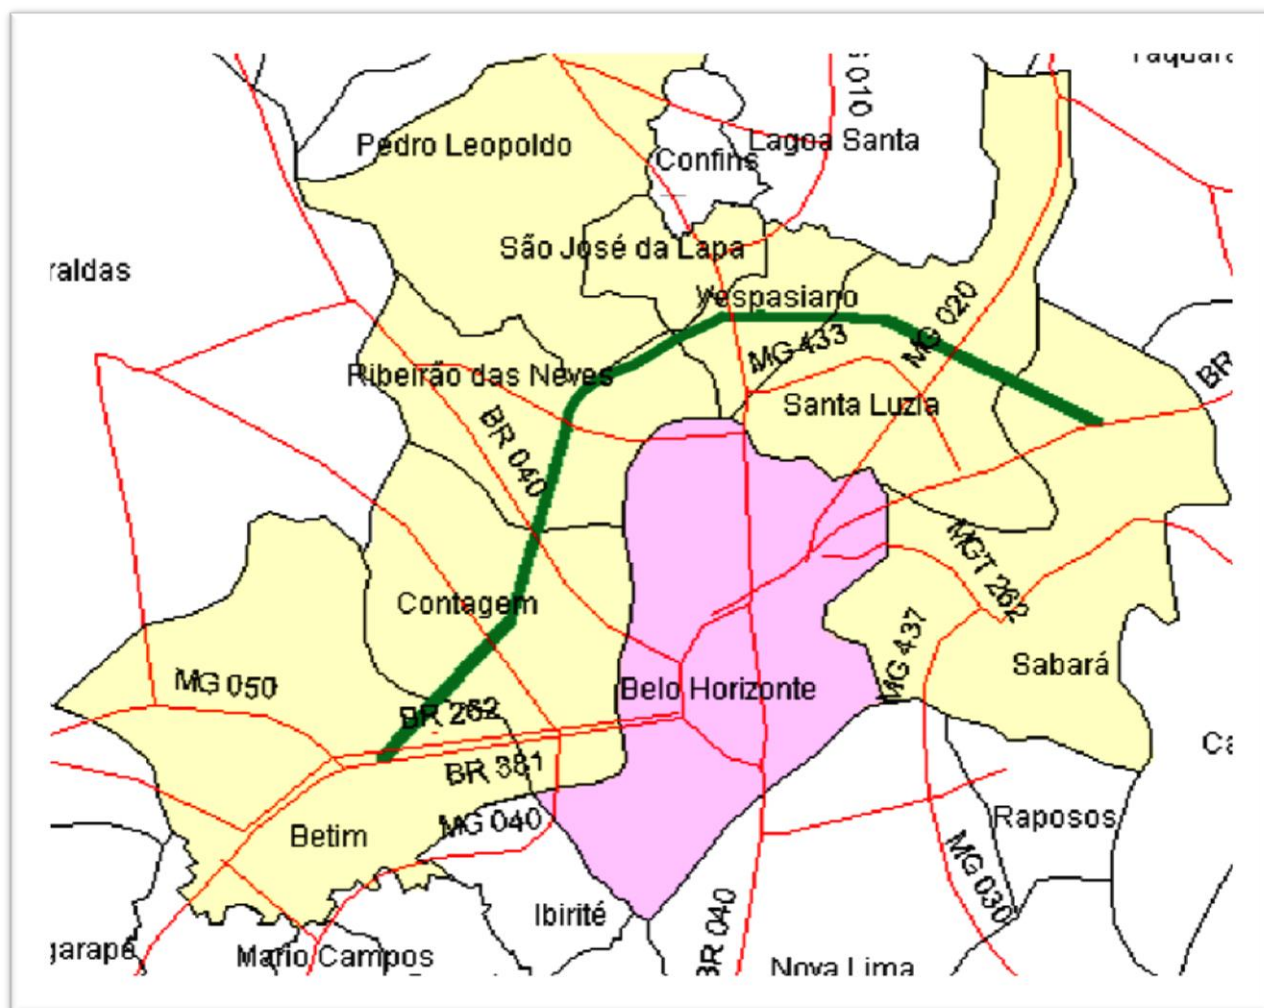 010
Pedro Leopoldo
Confins
Lagoa Santa
São José da Lapa
raldas
Vespasiano
MG 020
MG 433
Ribeirão das Neves
BR
Santa Luzia
BR 040
MGT 262
Contagem
MG 437
Sabará
MG 050
Belo Horizonte
BR 262
BR 381
MG 040
Betim
Raposos
MG 030
Ibirité
BR 040
garapé
Mario Campos
Nova Lima